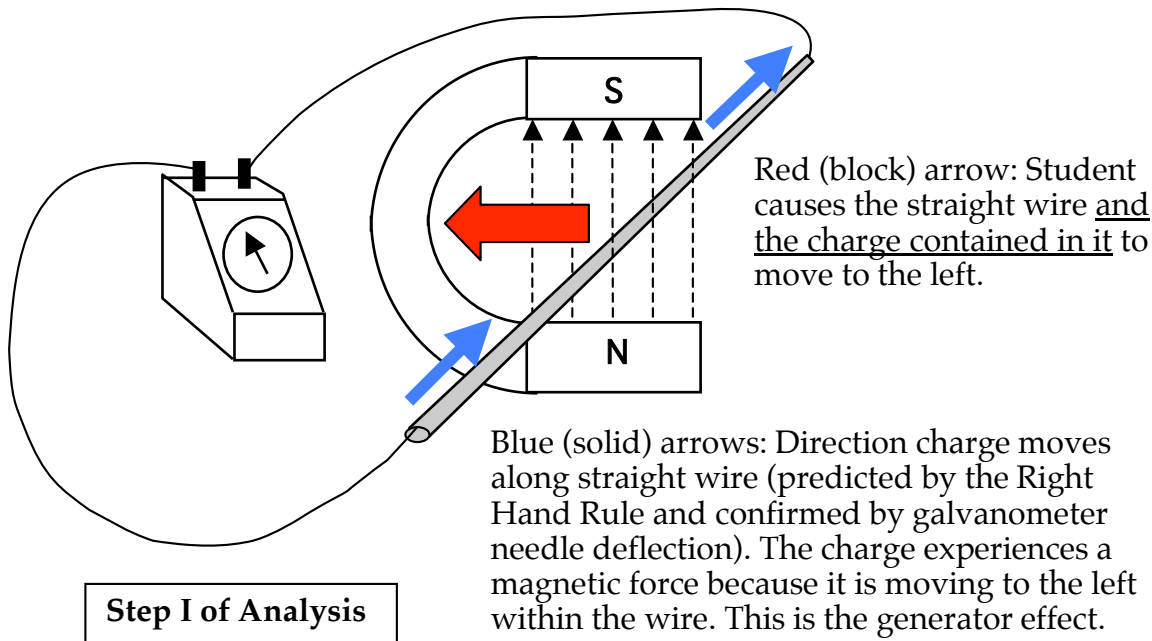 S
Red (block) arrow: Student
causes the straight wire and
the charge contained in it to
move to the left.
N
Blue (solid) arrows: Direction charge moves
along straight wire (predicted by the Right
Hand Rule and confirmed by galvanometer
needle deflection). The charge experiences a
magnetic force because it is moving to the left
within the wire. This is the generator effect.
Step I of Analysis